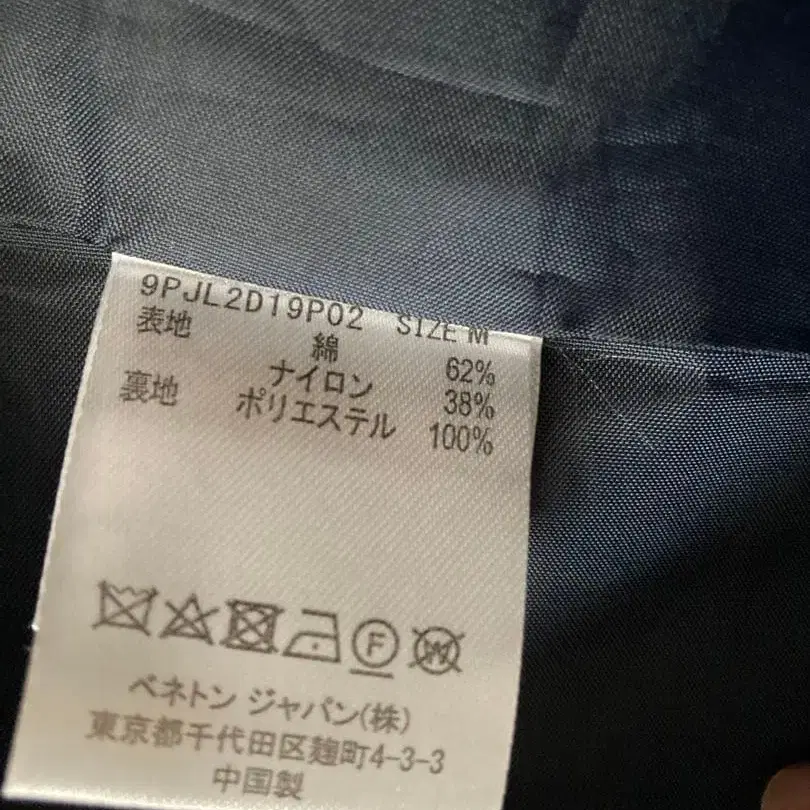 9PJL2D19P02 SIZE M
表地 綿 62%
ナイロン 38%
裏地 ポリエステル 100%
F W
ベネトン ジャパン(株)
東京都千代田区麹町4-3-3
中国製